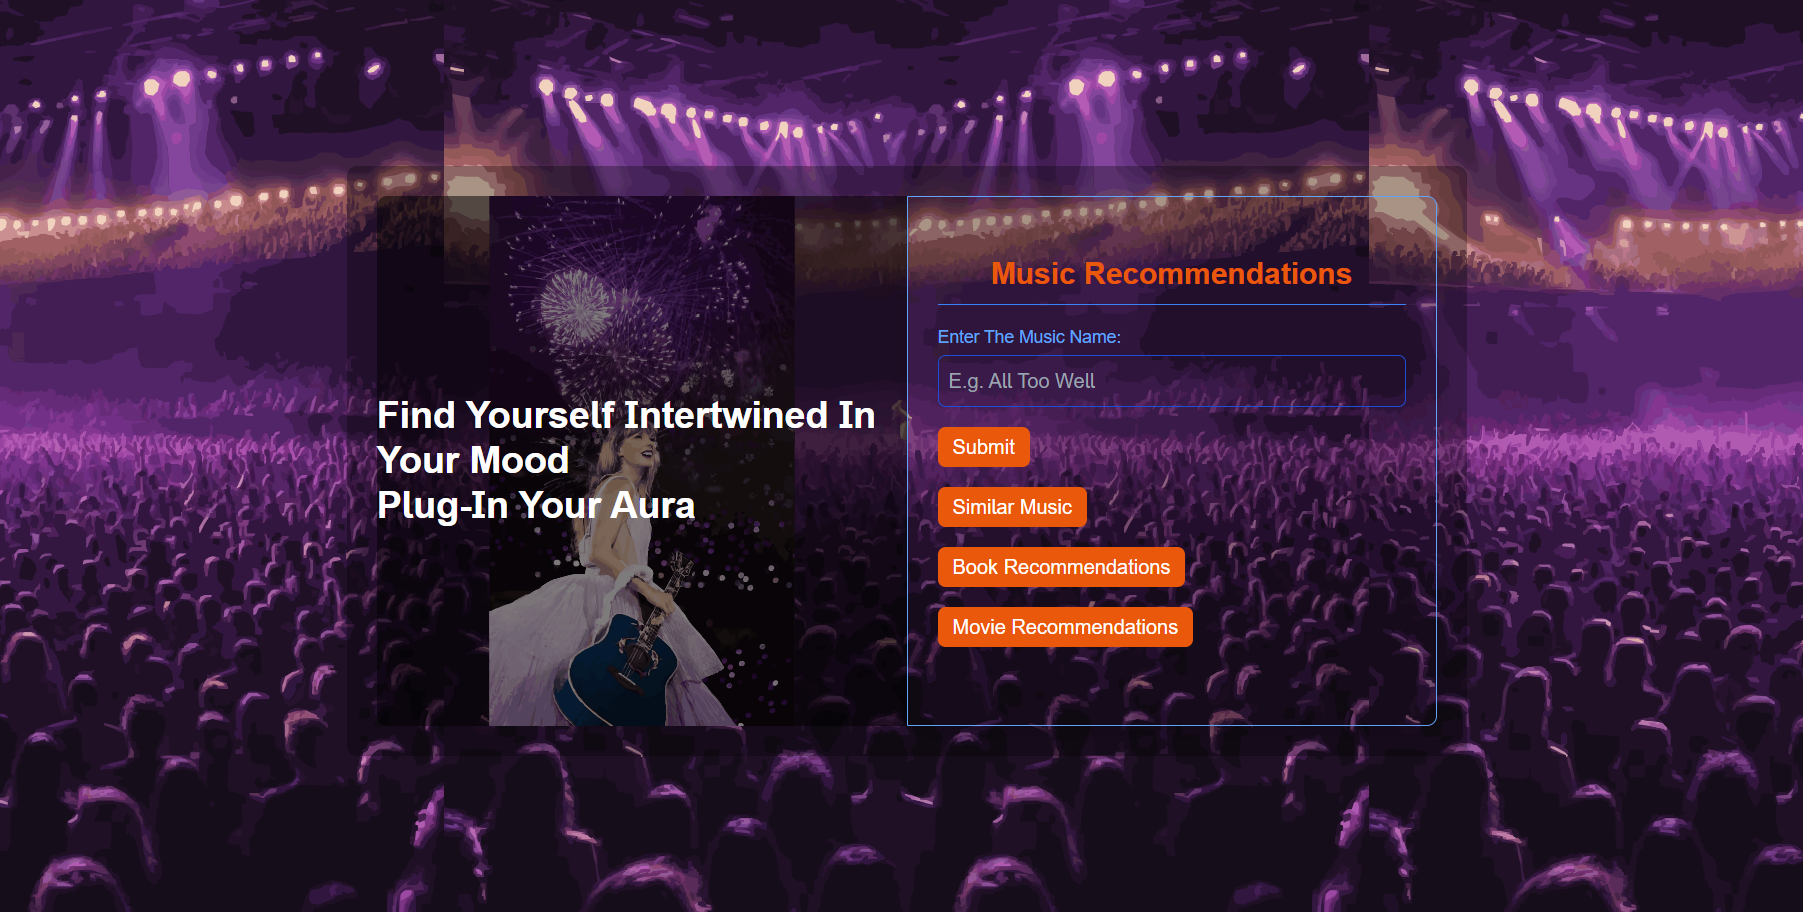 Find Yourself Intertwined In
Your Mood
Plug-In Your Aura
Music Recommendations
Enter The Music Name:
E.g. All Too Well
Submit
Similar Music
Book Recommendations
Movie Recommendations